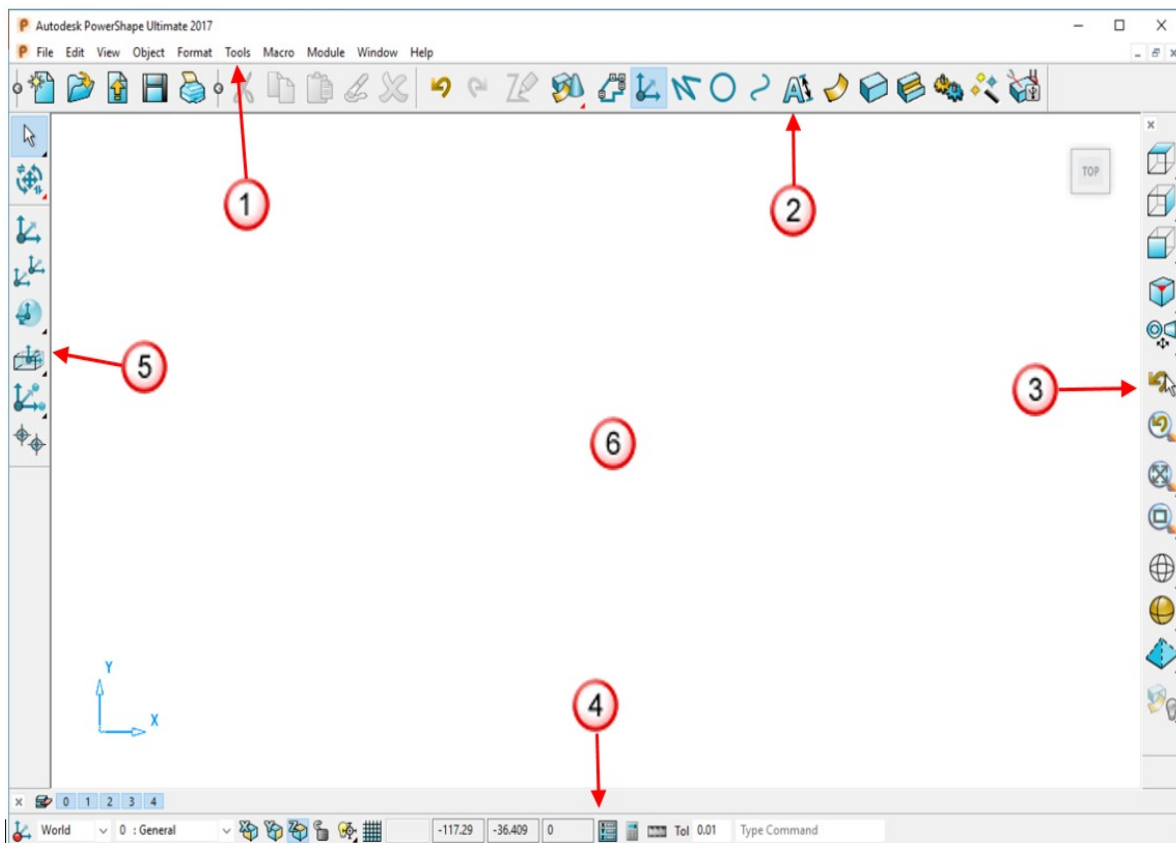 Autodesk PowerShape Ultimate 2017
File Edit View Object Format Tools Macro Module Window Help
TOP
1
2
5
3
6
4
Y
X
0 1 2 3 4
World 0 : General -117.29 -36.409 0 Tol 0.01 Type Command